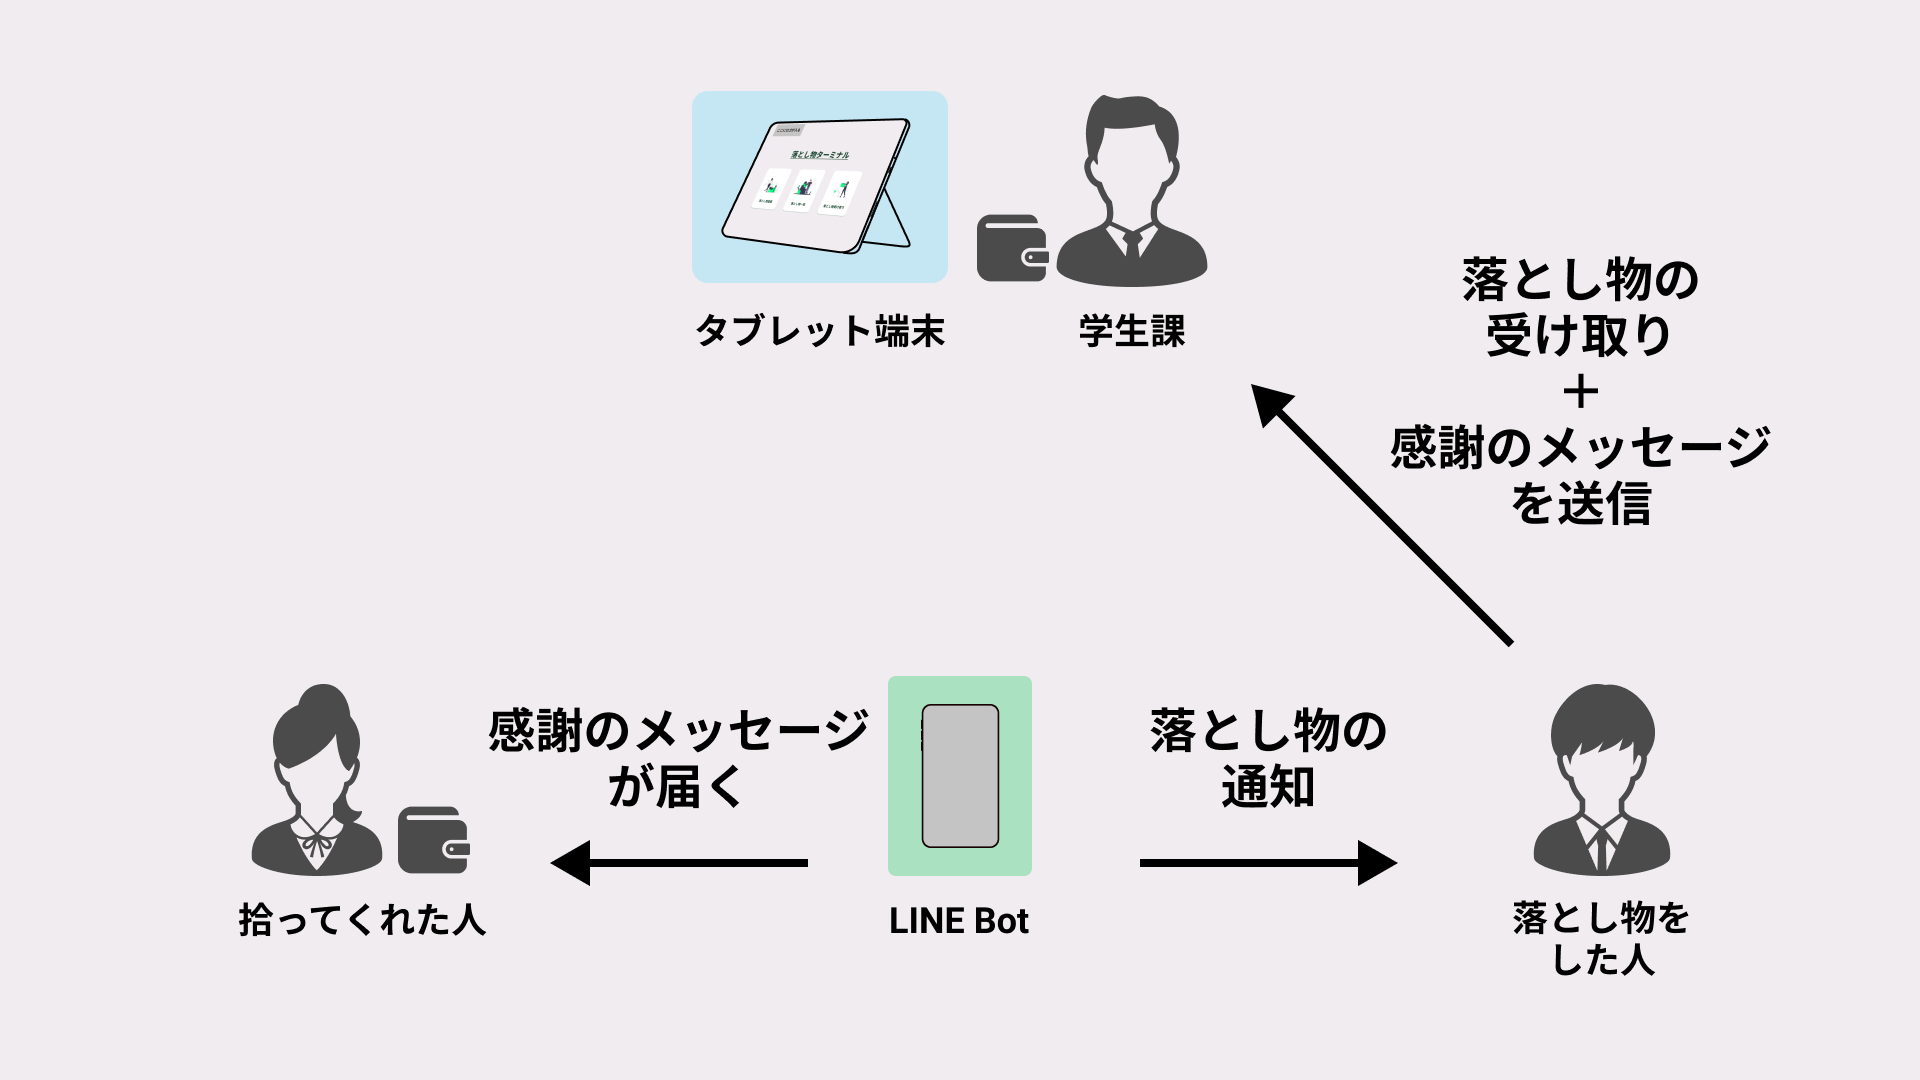 落とし物ターミナル
タブレット端末
学生課
落とし物の
受け取り
＋
感謝のメッセージ
を送信
感謝のメッセージ
が届く
落とし物の
通知
拾ってくれた人
LINE Bot
落とし物を
した人